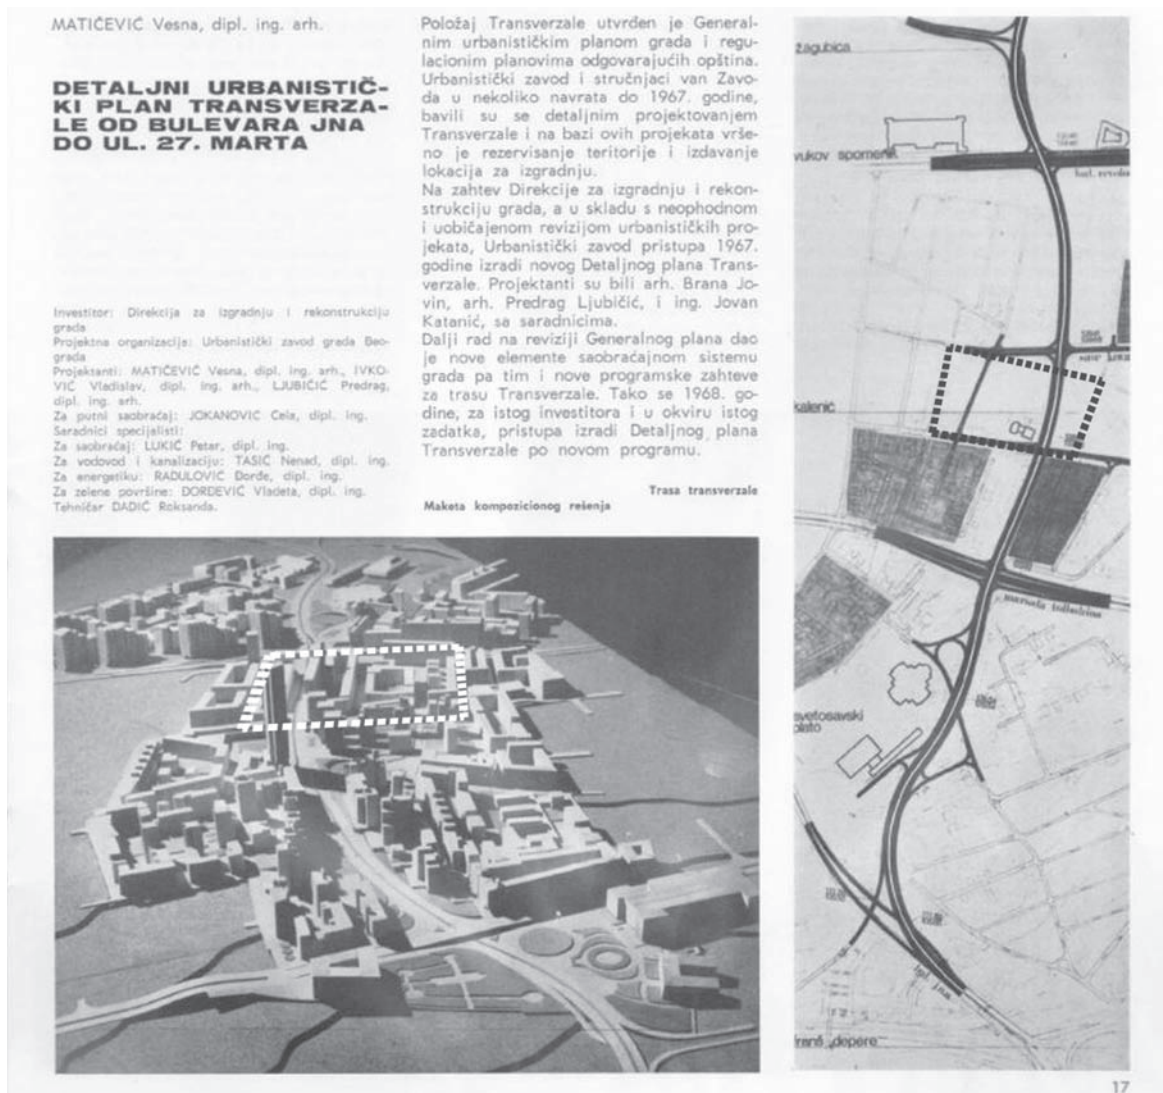 MATIČEVIĆ Vesna, dipl. ing. arh.
DETALJNI URBANISTIČ-
KI PLAN TRANSVERZA-
LE OD BULEVARA JNA
DO UL. 27. MARTA
Investitor: Direkcija za izgradnju i rekonstrukciju
grada
Projektna organizacija: Urbanistički zavod grada Beo-
grada
Projektanti: MATIČEVIĆ Vesna, dipl. ing. arh., IVKO-
VIĆ Vladislav, dipl. ing. arh., LJUBIČIĆ Predrag,
dipl. ing. arh.
Za putni saobraćaj: JOKANOVIĆ Cela, dipl. ing.
Saradnici specijalisti:
Za saobraćaj: LUKIĆ Petar, dipl. ing.
Za vodovod i kanalizaciju: TASIĆ Nenad, dipl. ing.
Za energetiku: RADULOVIĆ Đorđe, dipl. ing.
Za zelene površine: ĐORĐEVIĆ Vladeta, dipl. ing.
Tehničar DADIĆ Roksanda.
Položaj Transverzale utvrđen je General-
nim urbanističkim planom grada i regu-
lacionim planovima odgovarajućih opština.
Urbanistički zavod i stručnjaci van Zavo-
da u nekoliko navrata do 1967. godine,
bavili su se detaljnim projektovanjem
Transverzale i na bazi ovih projekata vrše-
no je rezervisanje teritorije i izdavanje
lokacija za izgradnju.
Na zahtev Direkcije za izgradnju i rekon-
strukciju grada, a u skladu s neophodnom
i uobičajenom revizijom urbanističkih pro-
jekata, Urbanistički zavod pristupa 1967.
godine izradi novog Detaljnog plana Trans-
verzale. Projektanti su bili arh. Brana Jo-
vin, arh. Predrag Ljubičić, i ing. Jovan
Katanić, sa saradnicima.
Dalji rad na reviziji Generalnog plana dao
je nove elemente saobraćajnom sistemu
grada pa tim i nove programske zahteve
za trasu Transverzale. Tako se 1968. go-
dine, za istog investitora i u okviru istog
zadatka, pristupa izradi Detaljnog plana
Transverzale po novom programu.
Trasa transverzale
Maketa kompozicionog rešenja
žagubica
vukov spomenik
bul. revolu
kalenić
maršala tolbuhina
svetosavski
plato
bul. jna
franš depere
17